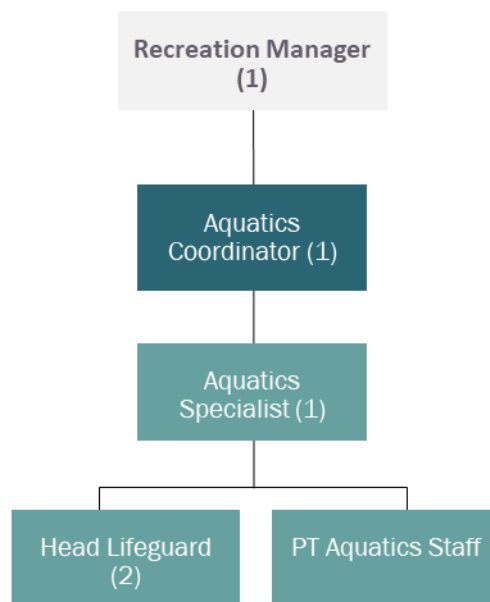 Recreation Manager
(1)
Aquatics
Coordinator (1)
Aquatics
Specialist (1)
Head Lifeguard
(2)
PT Aquatics Staff